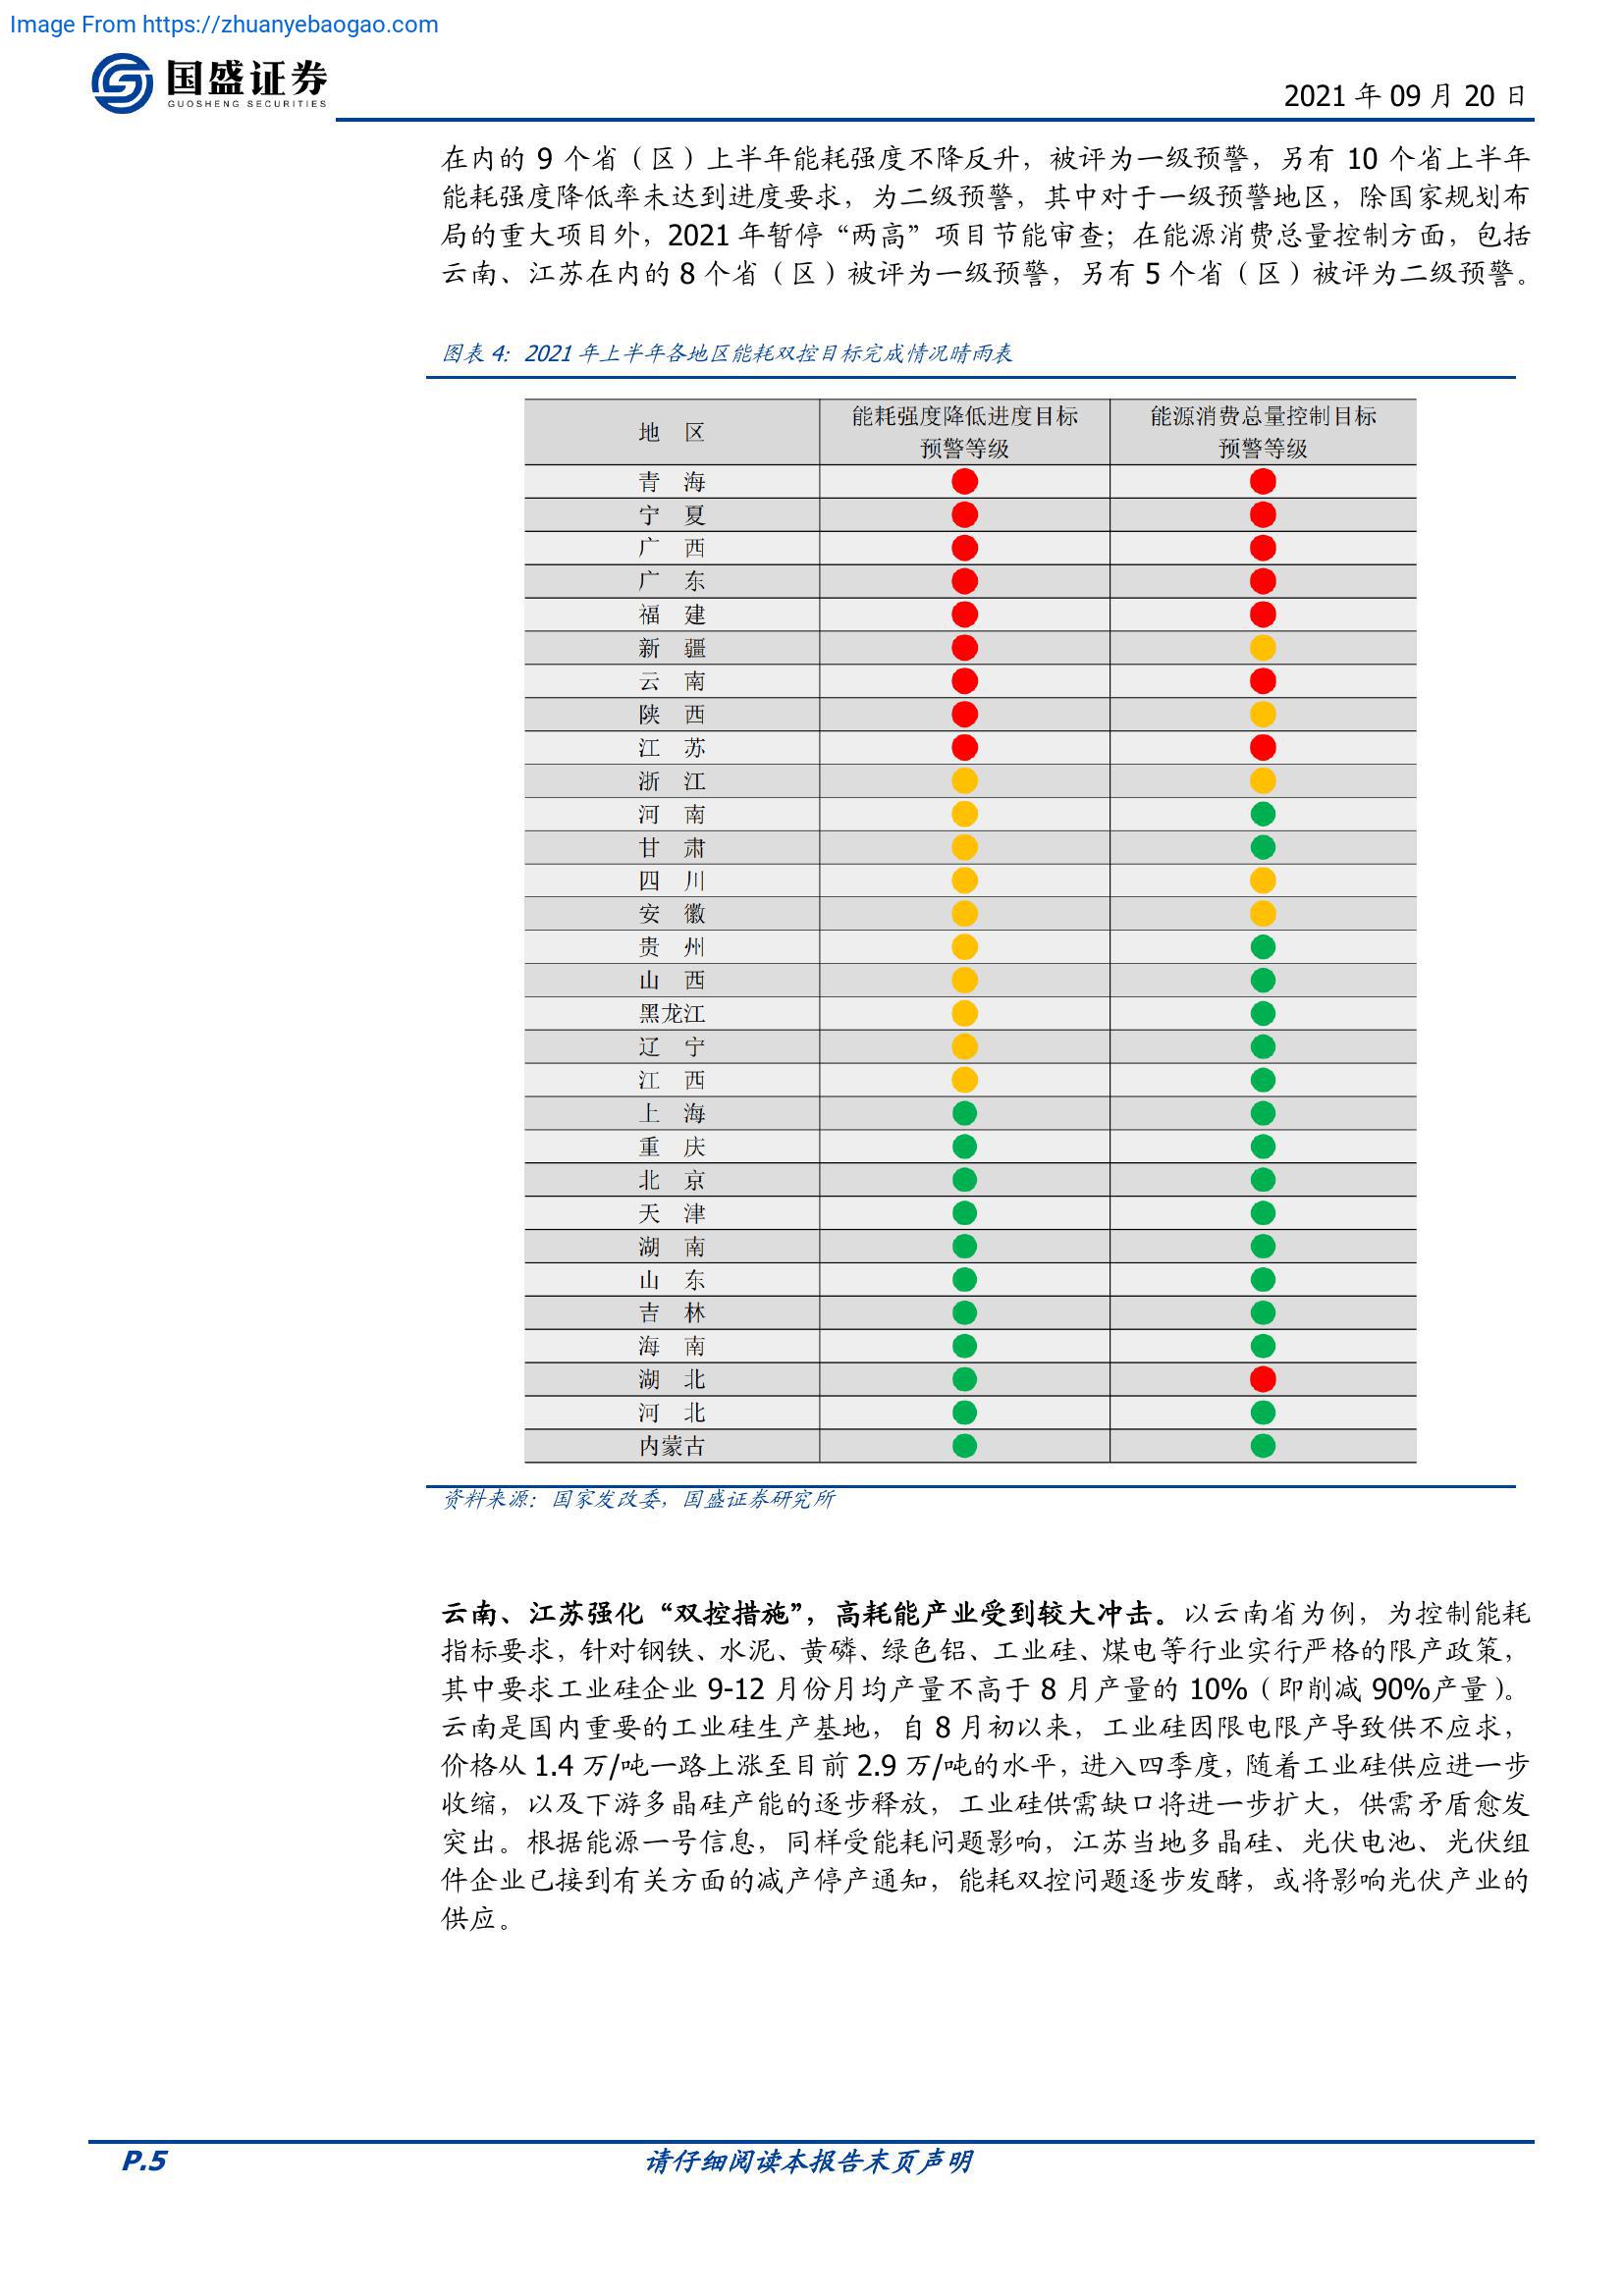 Image From https://zhuanyebaogao.com
国盛证券
GUOSHENG SECURITIES
2021 年 09 月 20 日
在内的 9 个省（区）上半年能耗强度不降反升，被评为一级预警，另有 10 个省上半年
能耗强度降低率未达到进度要求，为二级预警，其中对于一级预警地区，除国家规划布
局的重大项目外，2021 年暂停“两高”项目节能审查；在能源消费总量控制方面，包括
云南、江苏在内的 8 个省（区）被评为一级预警，另有 5 个省（区）被评为二级预警。
图表 4：2021 年上半年各地区能耗双控目标完成情况晴雨表
地 区 能耗强度降低进度目标预警等级 能源消费总量控制目标预警等级
青 海
宁 夏
广 西
广 东
福 建
新 疆
云 南
陕 西
江 苏
浙 江
河 南
甘 肃
四 川
安 徽
贵 州
山 西
黑龙江
辽 宁
江 西
上 海
重 庆
北 京
天 津
湖 南
山 东
吉 林
海 南
湖 北
河 北
内蒙古
资料来源：国家发改委，国盛证券研究所
云南、江苏强化“双控措施”，高耗能产业受到较大冲击。以云南省为例，为控制能耗
指标要求，针对钢铁、水泥、黄磷、绿色铝、工业硅、煤电等行业实行严格的限产政策，
其中要求工业硅企业 9-12 月份月均产量不高于 8 月产量的 10%（即削减 90%产量）。
云南是国内重要的工业硅生产基地，自 8 月初以来，工业硅因限电限产导致供不应求，
价格从 1.4 万/吨一路上涨至目前 2.9 万/吨的水平，进入四季度，随着工业硅供应进一步
收缩，以及下游多晶硅产能的逐步释放，工业硅供需缺口将进一步扩大，供需矛盾愈发
突出。根据能源一号信息，同样受能耗问题影响，江苏当地多晶硅、光伏电池、光伏组
件企业已接到有关方面的减产停产通知，能耗双控问题逐步发酵，或将影响光伏产业的
供应。
P.5
请仔细阅读本报告末页声明